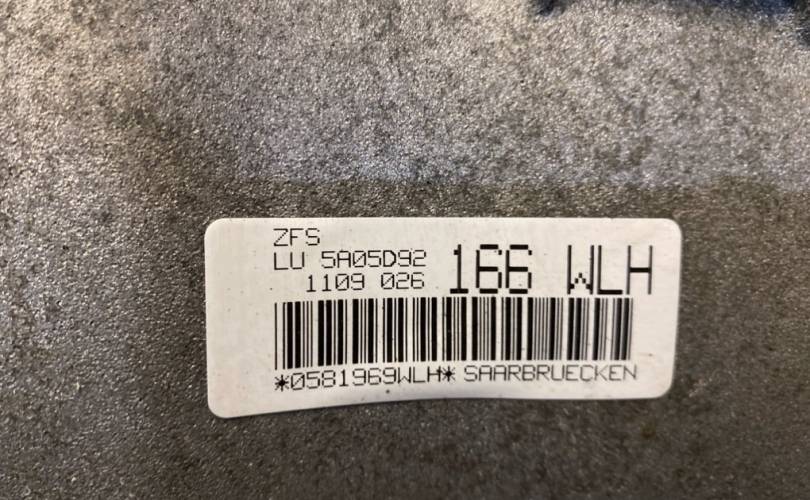 ZFS
LU 5A05D92
1109 026
166 WLH
*0581969WLH* SAARBRUECKEN